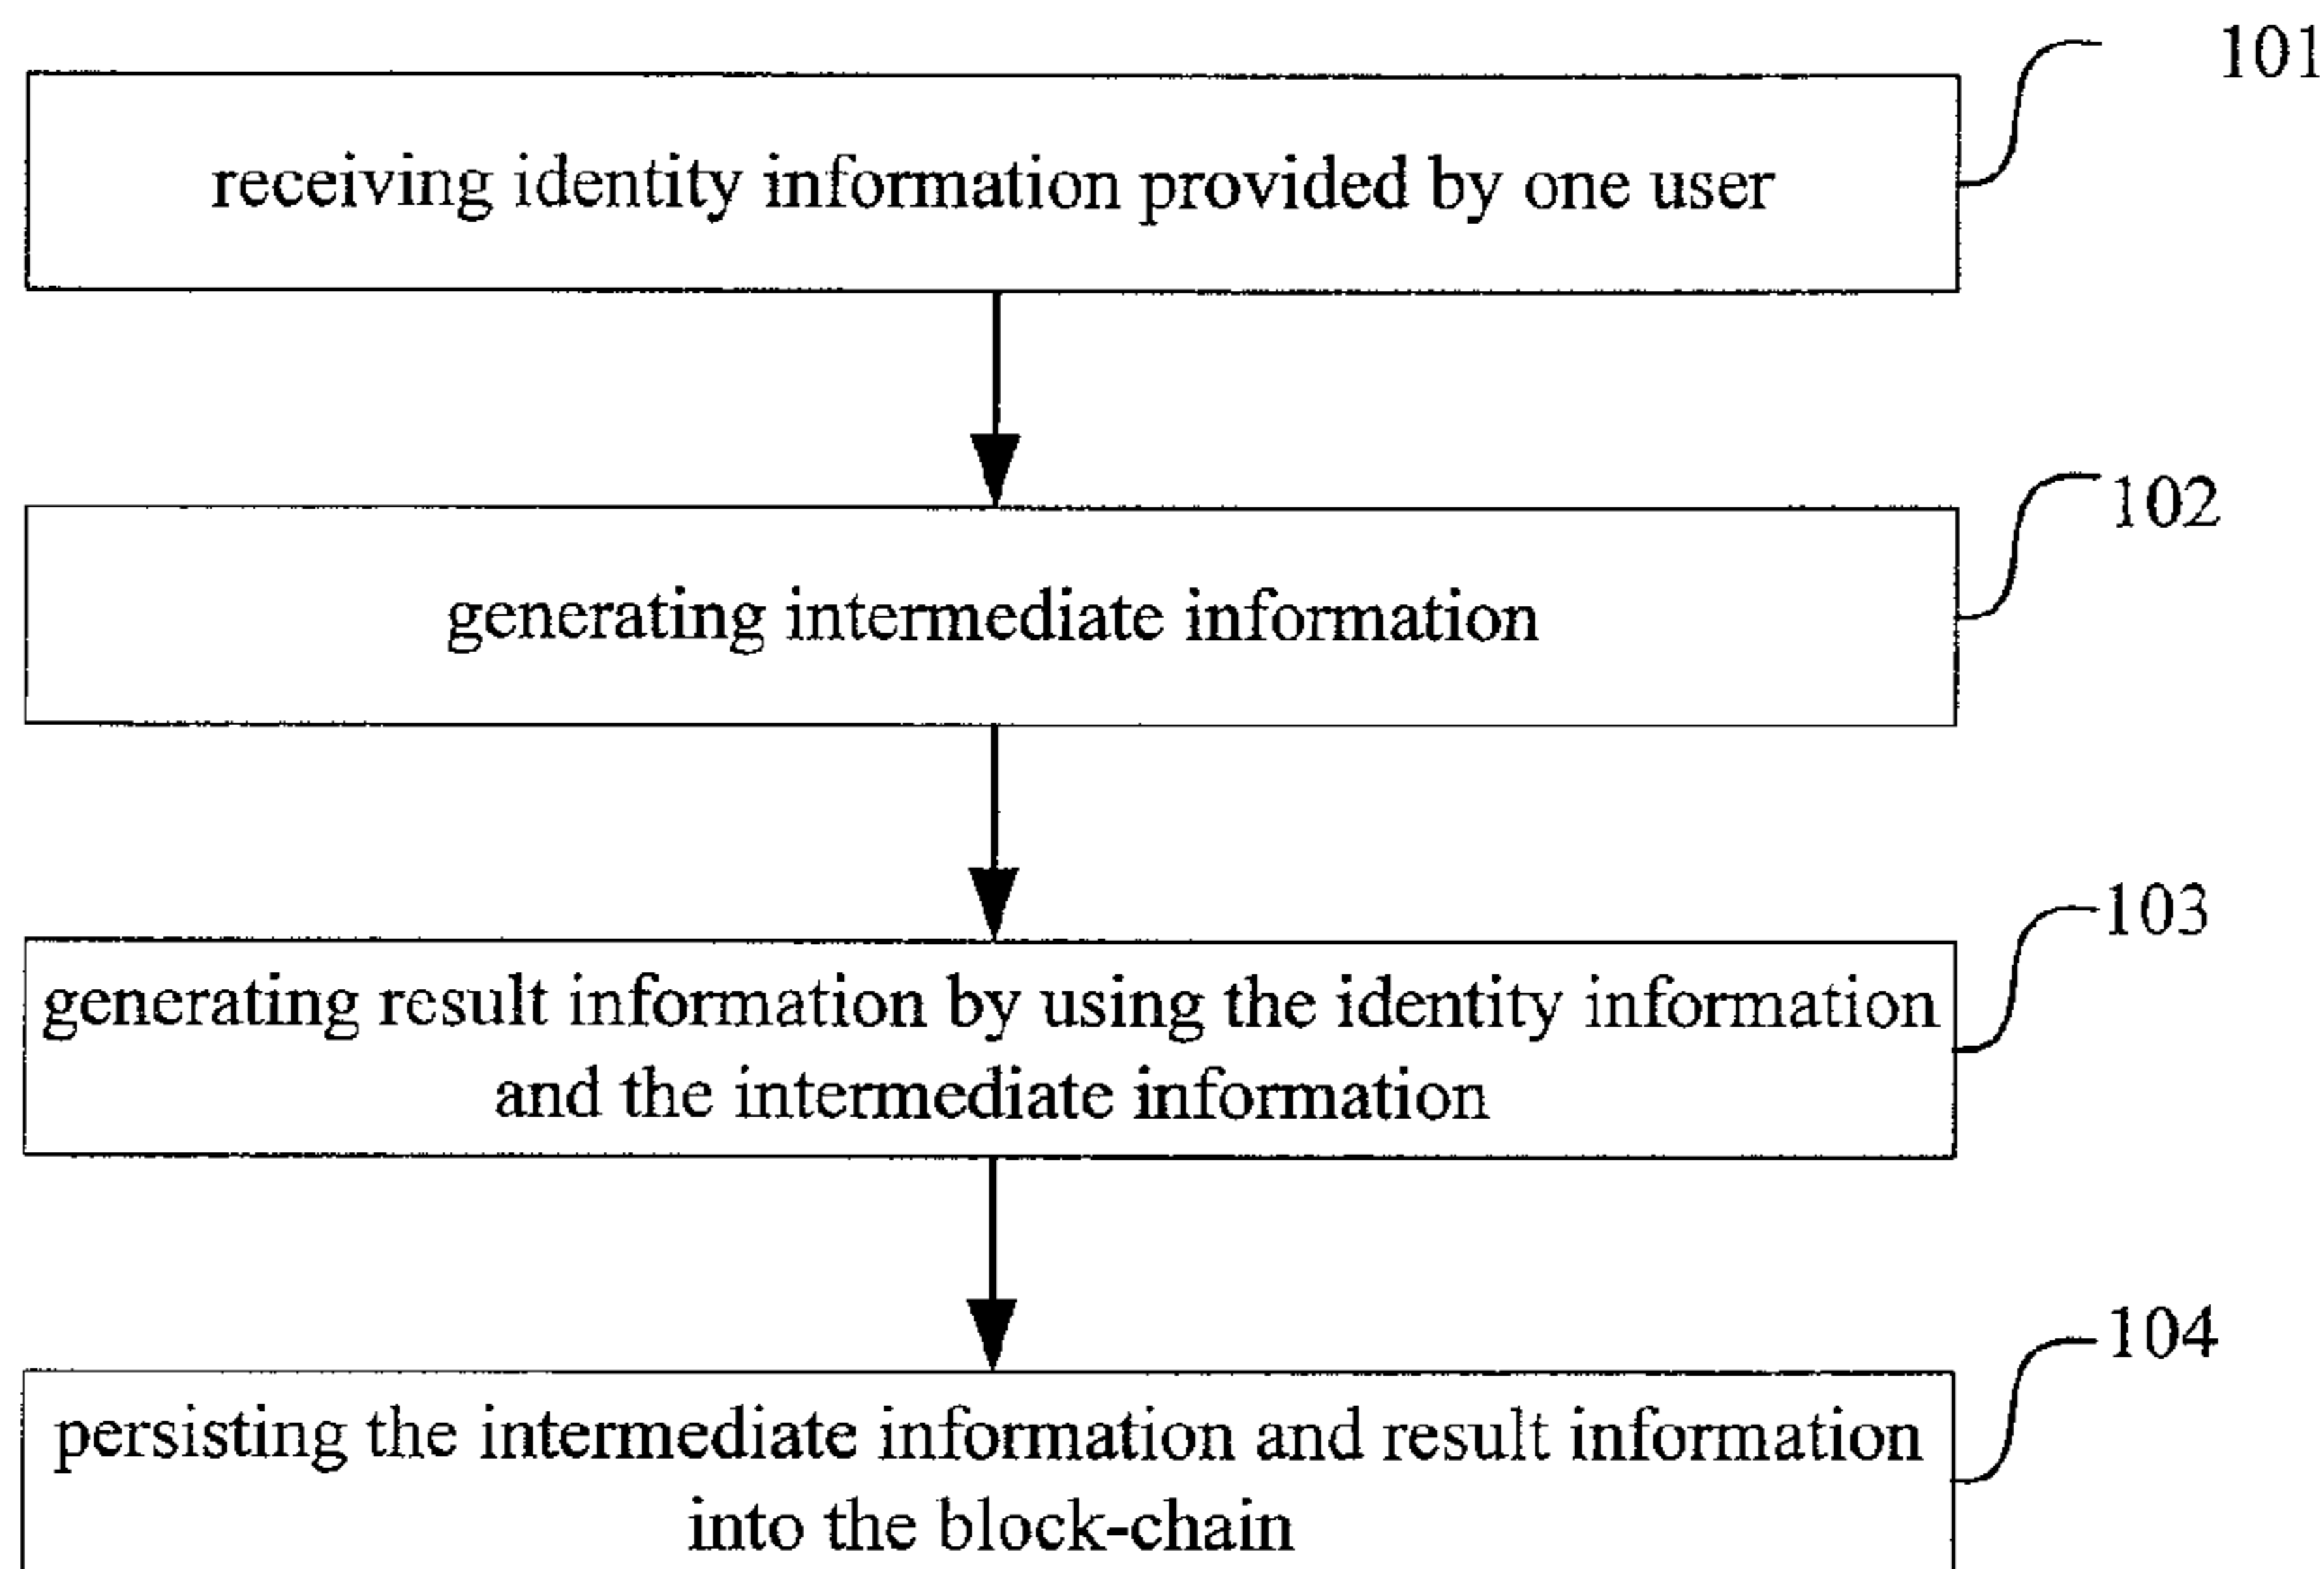 101
receiving identity information provided by one user
102
generating intermediate information
103
generating result information by using the identity information
and the intermediate information
104
persisting the intermediate information and result information
into the block-chain